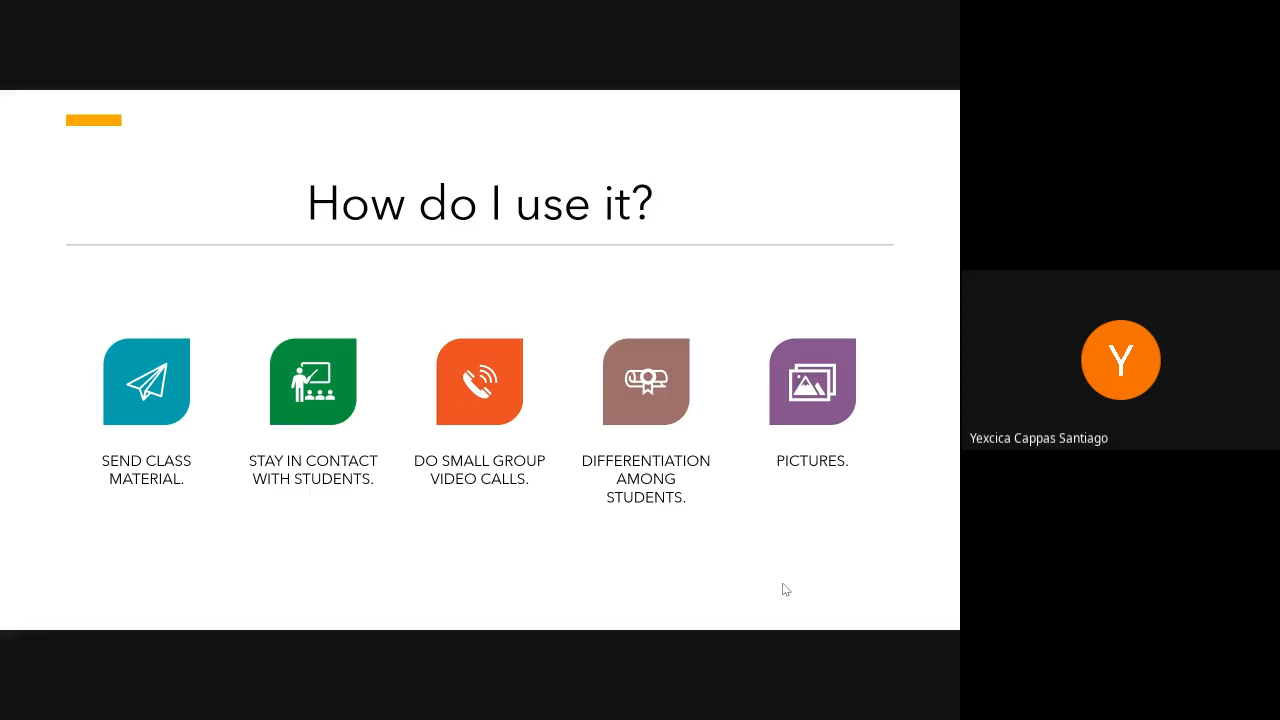 How do I use it?
SEND CLASS
MATERIAL.
STAY IN CONTACT
WITH STUDENTS.
DO SMALL GROUP
VIDEO CALLS.
DIFFERENTIATION
AMONG
STUDENTS.
PICTURES.
Y
Yexcica Cappas Santiago